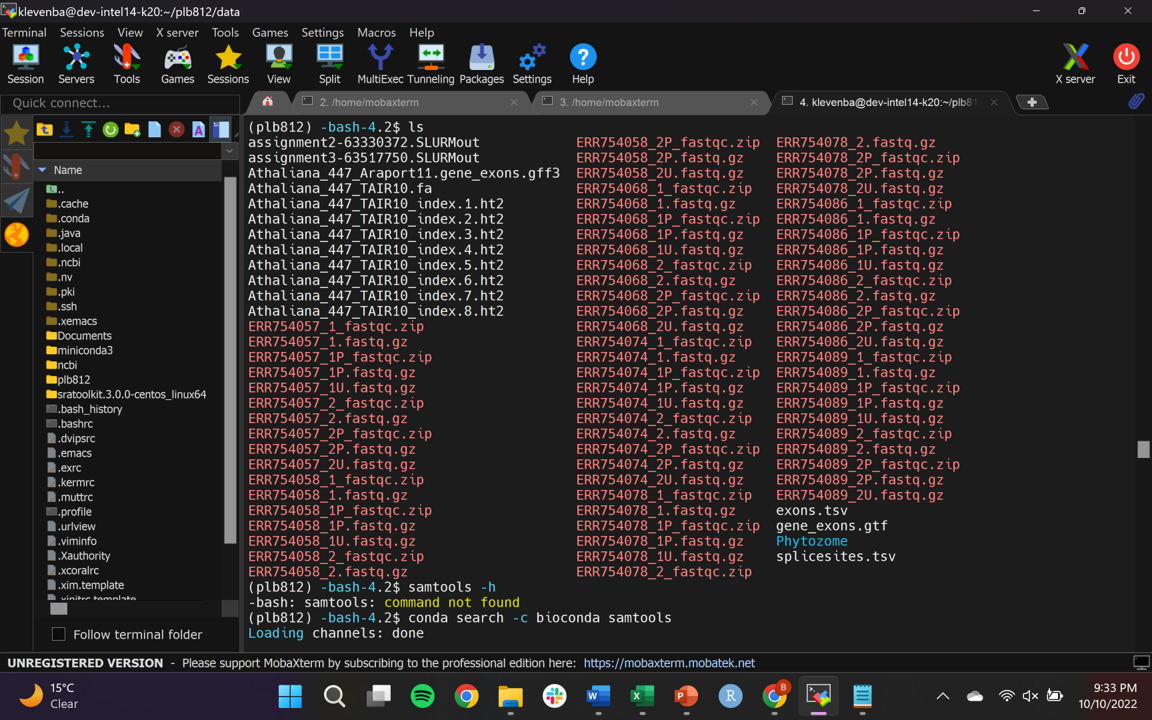 klevenba@dev-intel14-k20:~/plb812/data
Terminal Sessions View X server Tools Games Settings Macros Help
Session Servers Tools Games Sessions View Split MultiExec Tunneling Packages Settings Help X server Exit
Quick connect...
2. /home/mobaxterm
3. /home/mobaxterm
4. klevenba@dev-intel14-k20:~/plb81
Name
..
.cache
.conda
.java
.local
.ncbi
.nv
.pki
.ssh
.xemacs
Documents
miniconda3
ncbi
plb812
sratoolkit.3.0.0-centos_linux64
.bash_history
.bashrc
.dvipsrc
.emacs
.exrc
.kermrc
.muttrc
.profile
.urlview
.viminfo
.Xauthority
.xcoralrc
.xim.template
.xinitrc.template
Follow terminal folder
(plb812) -bash-4.2$ ls
assignment2-63330372.SLURMout ERR754058_2P_fastqc.zip ERR754078_2.fastq.gz
assignment3-63517750.SLURMout ERR754058_2P.fastq.gz ERR754078_2P_fastqc.zip
Athaliana_447_Araport11.gene_exons.gff3 ERR754058_2U.fastq.gz ERR754078_2P.fastq.gz
Athaliana_447_TAIR10.fa ERR754068_1_fastqc.zip ERR754078_2U.fastq.gz
Athaliana_447_TAIR10_index.1.ht2 ERR754068_1.fastq.gz ERR754086_1_fastqc.zip
Athaliana_447_TAIR10_index.2.ht2 ERR754068_1P_fastqc.zip ERR754086_1.fastq.gz
Athaliana_447_TAIR10_index.3.ht2 ERR754068_1P.fastq.gz ERR754086_1P_fastqc.zip
Athaliana_447_TAIR10_index.4.ht2 ERR754068_1U.fastq.gz ERR754086_1P.fastq.gz
Athaliana_447_TAIR10_index.5.ht2 ERR754068_2_fastqc.zip ERR754086_1U.fastq.gz
Athaliana_447_TAIR10_index.6.ht2 ERR754068_2.fastq.gz ERR754086_2_fastqc.zip
Athaliana_447_TAIR10_index.7.ht2 ERR754068_2P_fastqc.zip ERR754086_2.fastq.gz
Athaliana_447_TAIR10_index.8.ht2 ERR754068_2P.fastq.gz ERR754086_2P_fastqc.zip
ERR754057_1_fastqc.zip ERR754068_2U.fastq.gz ERR754086_2P.fastq.gz
ERR754057_1.fastq.gz ERR754074_1_fastqc.zip ERR754086_2U.fastq.gz
ERR754057_1P_fastqc.zip ERR754074_1.fastq.gz ERR754089_1_fastqc.zip
ERR754057_1P.fastq.gz ERR754074_1P_fastqc.zip ERR754089_1.fastq.gz
ERR754057_1U.fastq.gz ERR754074_1P.fastq.gz ERR754089_1P_fastqc.zip
ERR754057_2_fastqc.zip ERR754074_1U.fastq.gz ERR754089_1P.fastq.gz
ERR754057_2.fastq.gz ERR754074_2_fastqc.zip ERR754089_1U.fastq.gz
ERR754057_2P_fastqc.zip ERR754074_2.fastq.gz ERR754089_2_fastqc.zip
ERR754057_2P.fastq.gz ERR754074_2P_fastqc.zip ERR754089_2.fastq.gz
ERR754057_2U.fastq.gz ERR754074_2P.fastq.gz ERR754089_2P_fastqc.zip
ERR754058_1_fastqc.zip ERR754074_2U.fastq.gz ERR754089_2P.fastq.gz
ERR754058_1.fastq.gz ERR754078_1_fastqc.zip ERR754089_2U.fastq.gz
ERR754058_1P_fastqc.zip ERR754078_1.fastq.gz exons.tsv
ERR754058_1P.fastq.gz ERR754078_1P_fastqc.zip gene_exons.gtf
ERR754058_1U.fastq.gz ERR754078_1P.fastq.gz Phytozome
ERR754058_2_fastqc.zip ERR754078_1U.fastq.gz splicesites.tsv
ERR754058_2.fastq.gz ERR754078_2_fastqc.zip
(plb812) -bash-4.2$ samtools -h
-bash: samtools: command not found
(plb812) -bash-4.2$ conda search -c bioconda samtools
Loading channels: done
UNREGISTERED VERSION - Please support MobaXterm by subscribing to the professional edition here: https://mobaxterm.mobatek.net
15°C
Clear
9:33 PM
10/10/2022